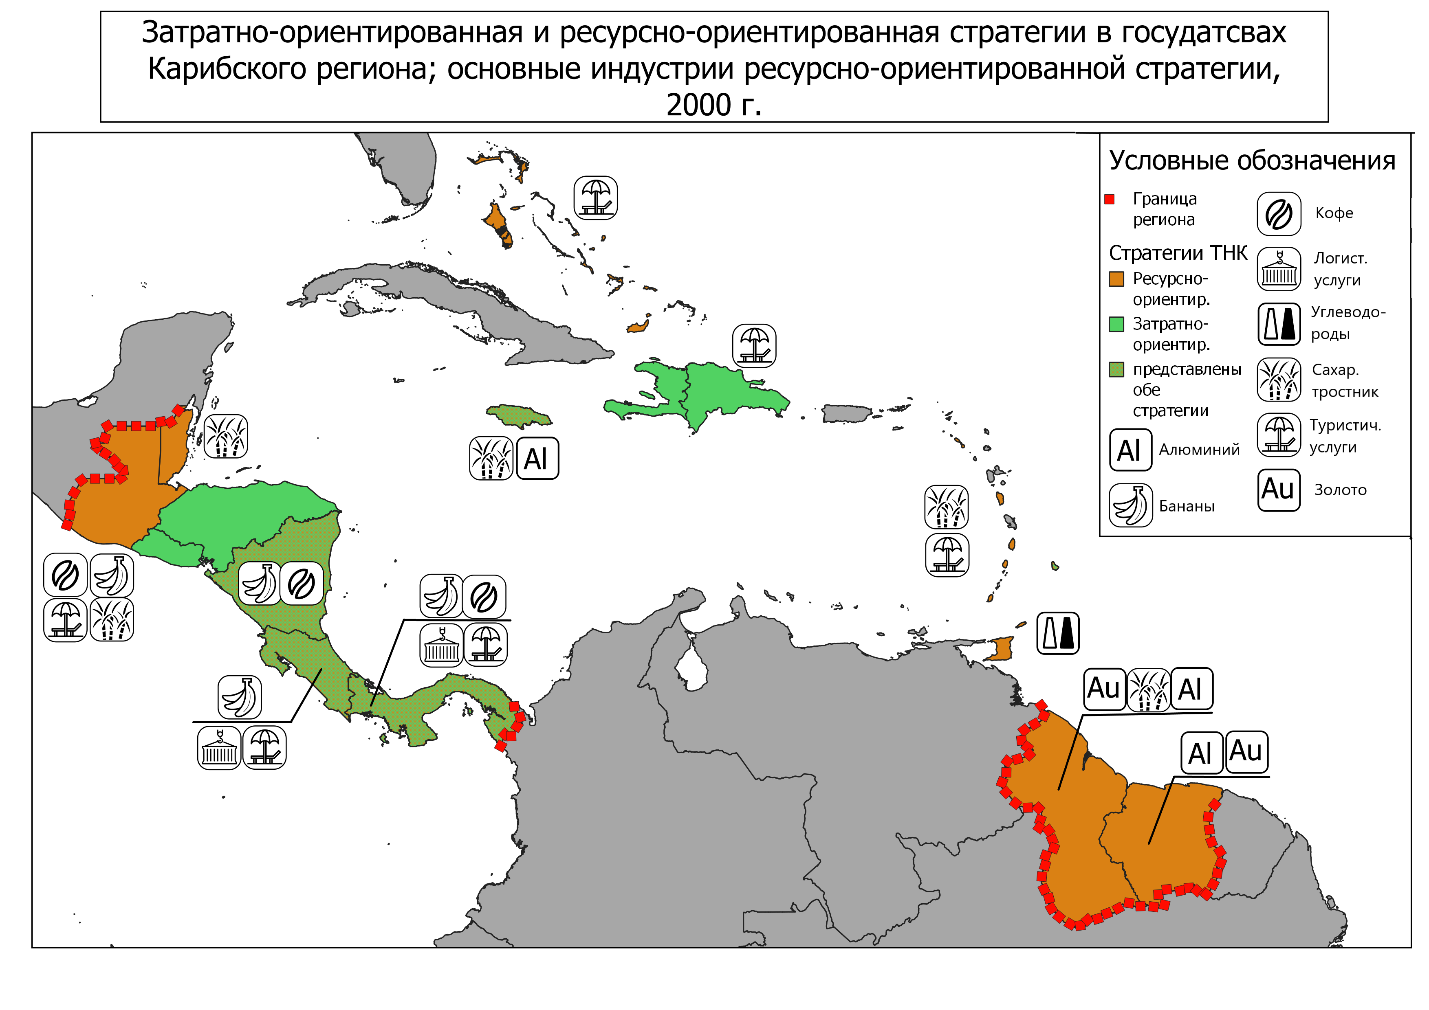 Затратно-ориентированная и ресурсно-ориентированная стратегии в госудатсвах
Карибского региона; основные индустрии ресурсно-ориентированной стратегии,
2000 г.
Условные обозначения
Граница
региона
Стратегии ТНК
Ресурсно-
ориентир.
Затратно-
ориентир.
представлены
обе
стратегии
Al
Алюминий
Бананы
Кофе
Логист.
услуги
Углеводо-
роды
Сахар.
тростник
Туристич.
услуги
Au
Золото
Al
Au
Al
Al
Au